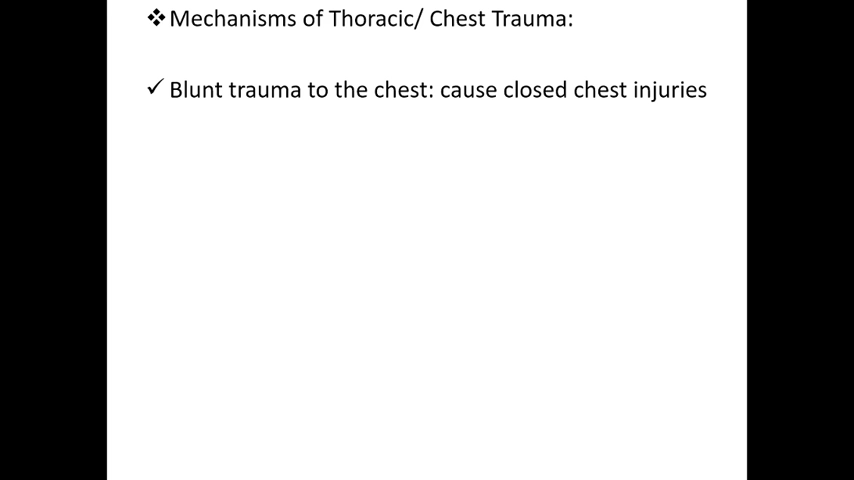 ❖Mechanisms of Thoracic/ Chest Trauma:
✓ Blunt trauma to the chest: cause closed chest injuries